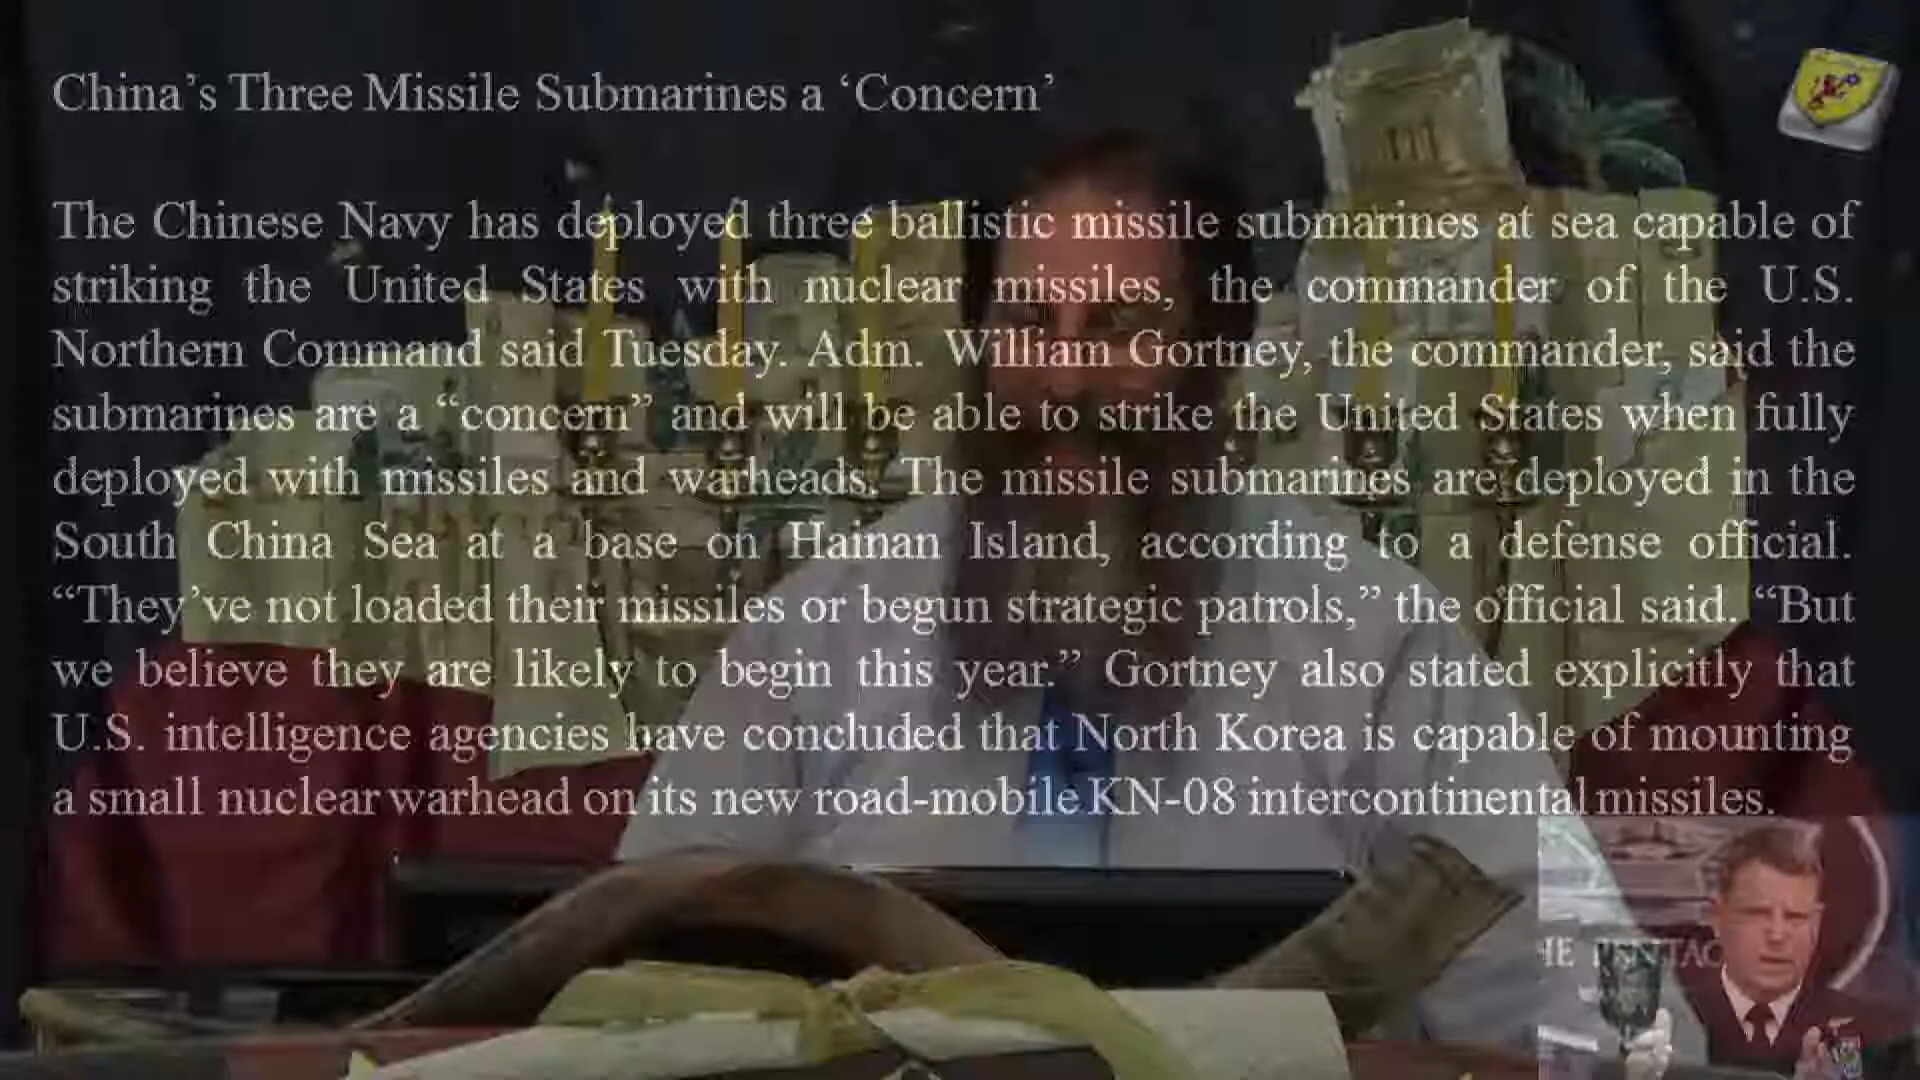 China’s Three Missile Submarines a ‘Concern’
The Chinese Navy has deployed three ballistic missile submarines at sea capable of
striking the United States with nuclear missiles, the commander of the U.S.
Northern Command said Tuesday. Adm. William Gortney, the commander, said the
submarines are a “concern” and will be able to strike the United States when fully
deployed with missiles and warheads. The missile submarines are deployed in the
South China Sea at a base on Hainan Island, according to a defense official.
“They’ve not loaded their missiles or begun strategic patrols,” the official said. “But
we believe they are likely to begin this year.” Gortney also stated explicitly that
U.S. intelligence agencies have concluded that North Korea is capable of mounting
a small nuclear warhead on its new road-mobile KN-08 intercontinental missiles.